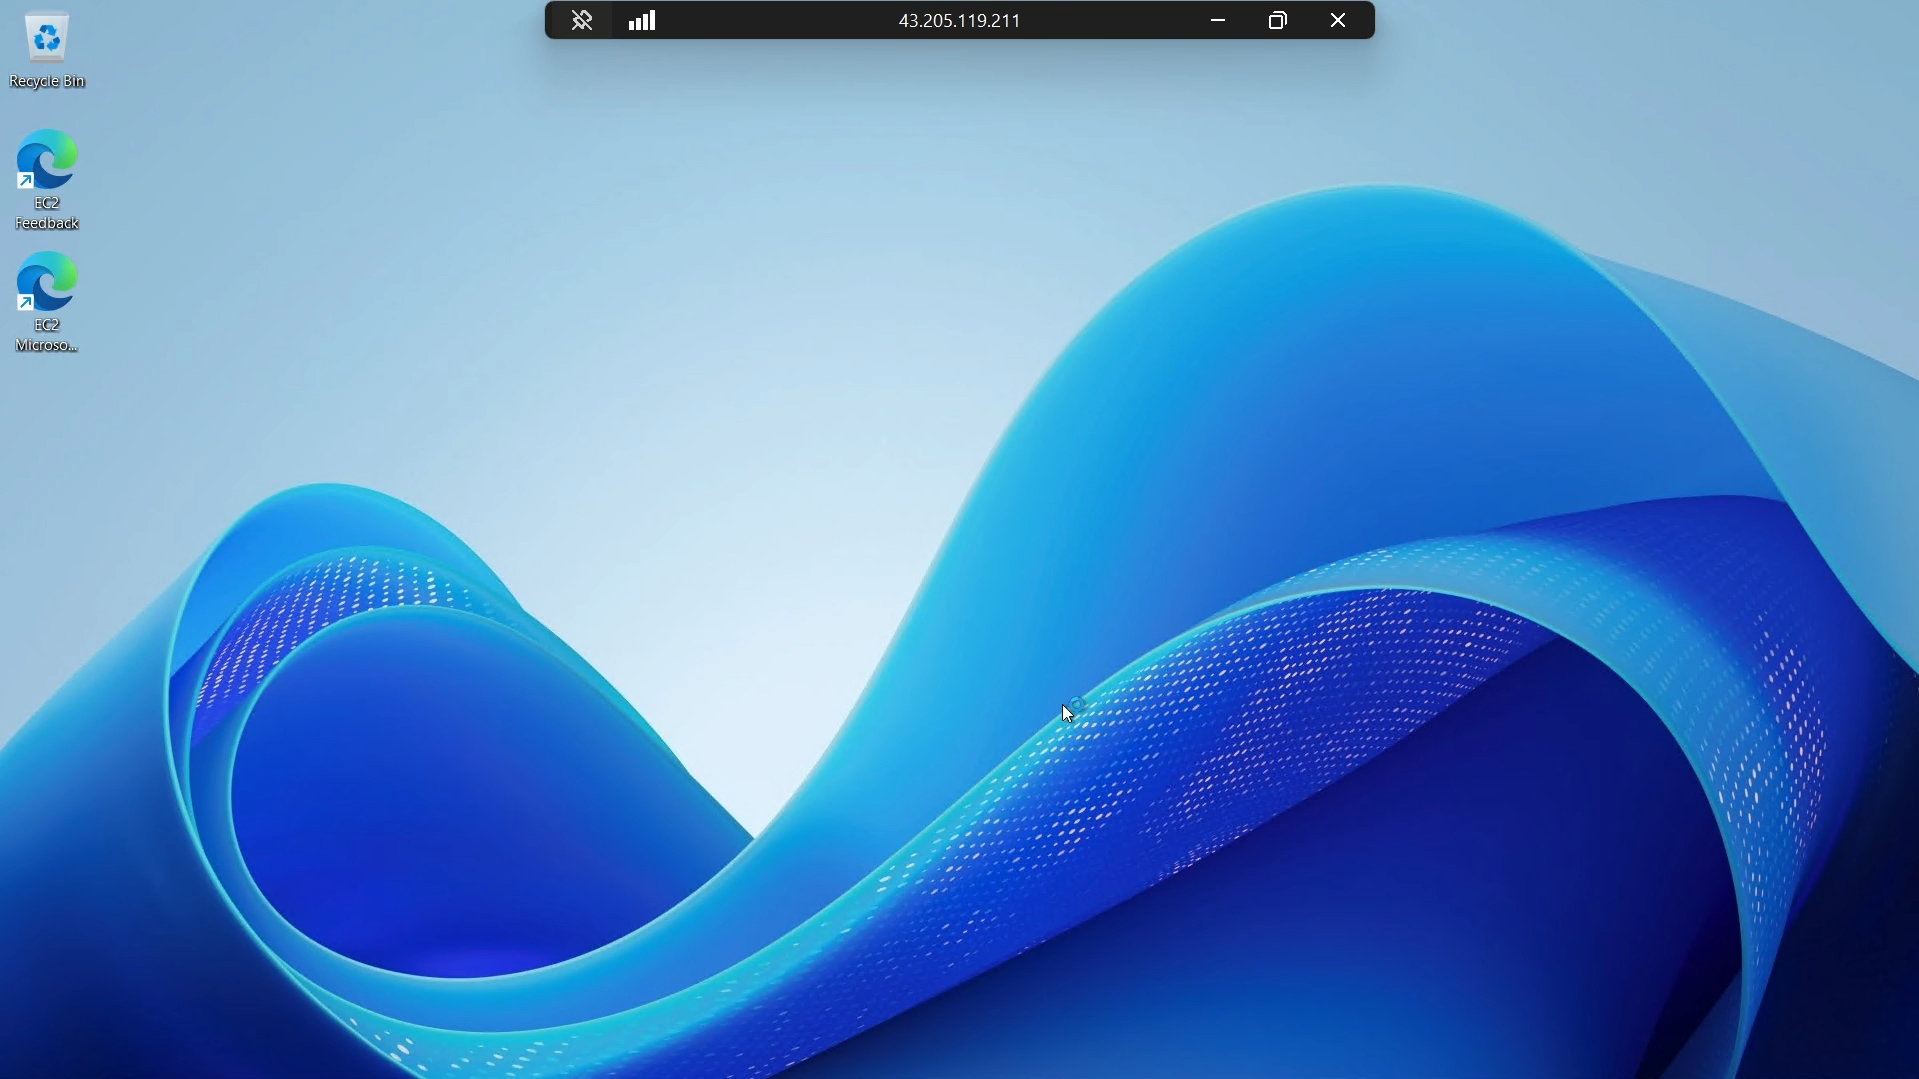 43.205.119.211
Recycle Bin
EC2
Feedback
EC2
Microso...